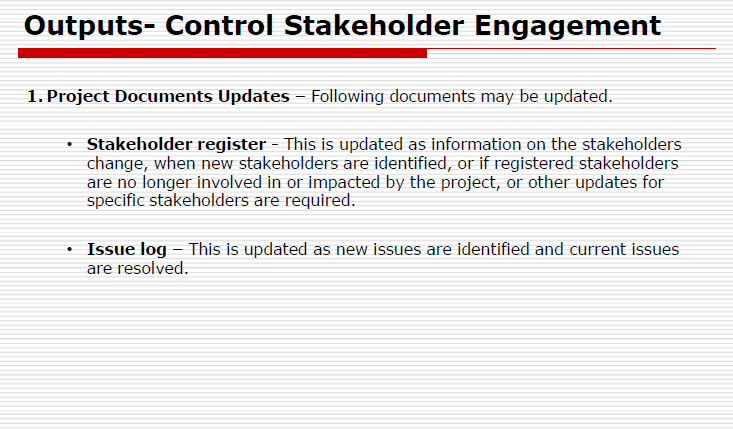 Outputs- Control Stakeholder Engagement
1. Project Documents Updates – Following documents may be updated.
• Stakeholder register - This is updated as information on the stakeholders
change, when new stakeholders are identified, or if registered stakeholders
are no longer involved in or impacted by the project, or other updates for
specific stakeholders are required.
• Issue log – This is updated as new issues are identified and current issues
are resolved.